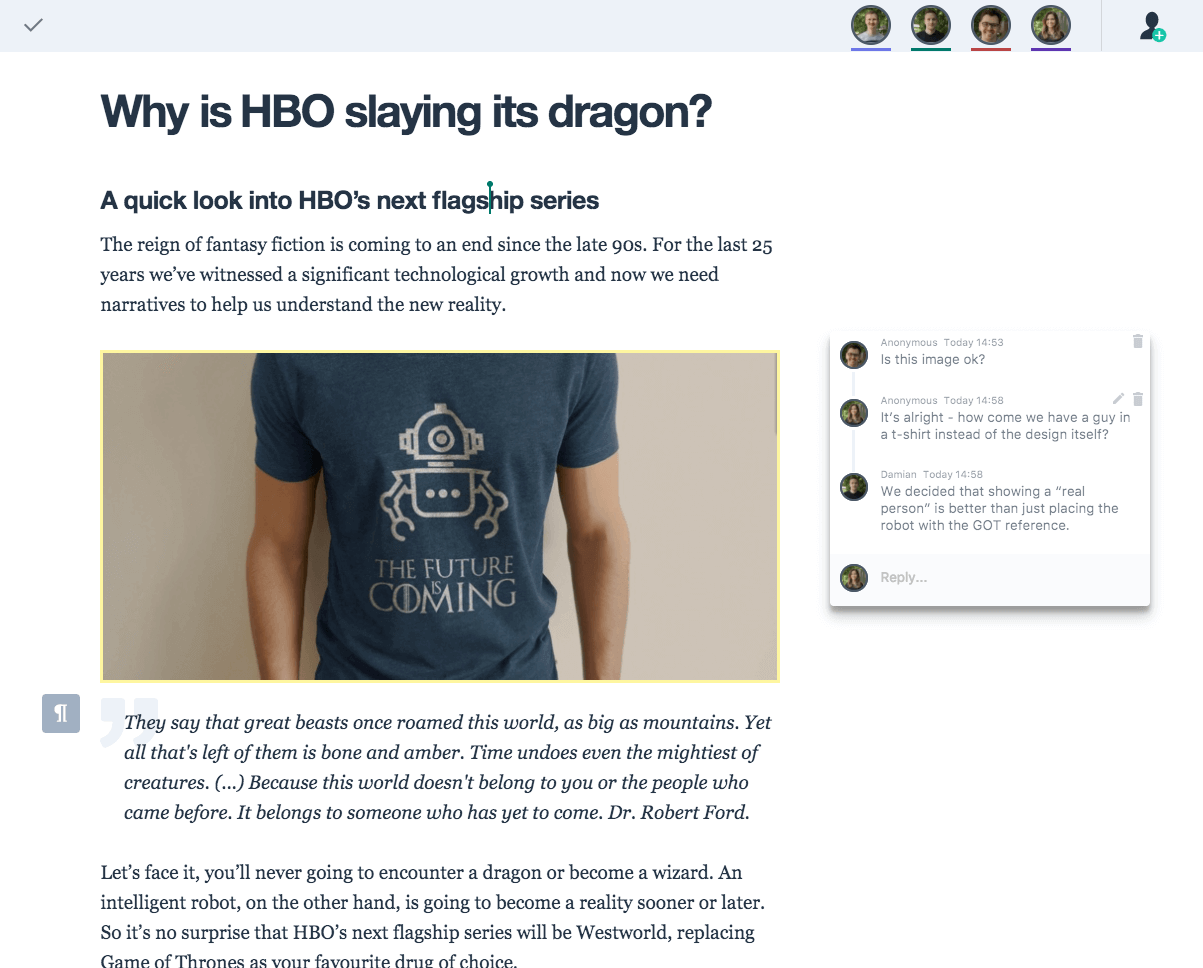 Why is HBO slaying its dragon?
A quick look into HBO’s next flagship series
The reign of fantasy fiction is coming to an end since the late 90s. For the last 25
years we’ve witnessed a significant technological growth and now we need
narratives to help us understand the new reality.
THE FUTURE
IS
COMING
Anonymous Today 14:53
Is this image ok?
Anonymous Today 14:58
It’s alright - how come we have a guy in
a t-shirt instead of the design itself?
Damian Today 14:58
We decided that showing a “real
person” is better than just placing the
robot with the GOT reference.
Reply...
¶
They say that great beasts once roamed this world, as big as mountains. Yet
all that's left of them is bone and amber. Time undoes even the mightiest of
creatures. (...) Because this world doesn't belong to you or the people who
came before. It belongs to someone who has yet to come. Dr. Robert Ford.
Let’s face it, you’ll never going to encounter a dragon or become a wizard. An
intelligent robot, on the other hand, is going to become a reality sooner or later.
So it’s no surprise that HBO’s next flagship series will be Westworld, replacing
Game of Thrones as your favourite drug of choice.